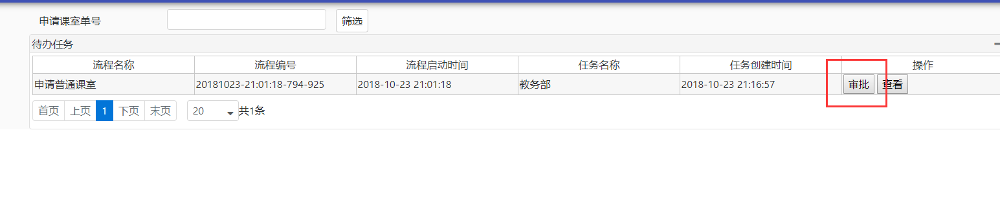 申请课室单号 筛选
待办任务
流程名称 流程编号 流程启动时间 任务名称 任务创建时间 操作
申请普通课室 20181023-21:01:18-794-925 2018-10-23 21:01:18 教务部 2018-10-23 21:16:57 审批 查看
首页 上页 1 下页 末页 20 共1条